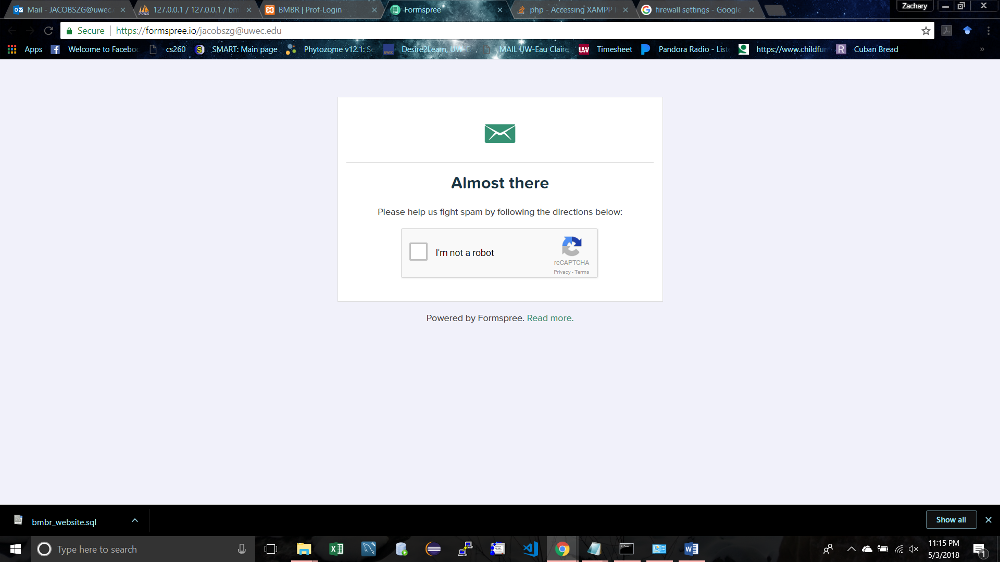 Mail - JACOBSZG@uwec.
127.0.0.1 / 127.0.0.1 / bm
BMBR | Prof-Login
Formspree
php - Accessing XAMPP
firewall settings - Google
Zachary
Secure
https://formspree.io/jacobszg@uwec.edu
Apps
Welcome to Faceboo
cs260
SMART: Main page
Phytozome v12.1: Se
Desire2Learn, UW-E
MAIL UW-Eau Claire
UW
Timesheet
Pandora Radio - List
https://www.childfun
R
Cuban Bread
»
Almost there
Please help us fight spam by following the directions below:
I'm not a robot
reCAPTCHA
Privacy - Terms
Powered by Formspree. Read more.
bmbr_website.sql
Show all
Type here to search
11:15 PM
5/3/2018
1